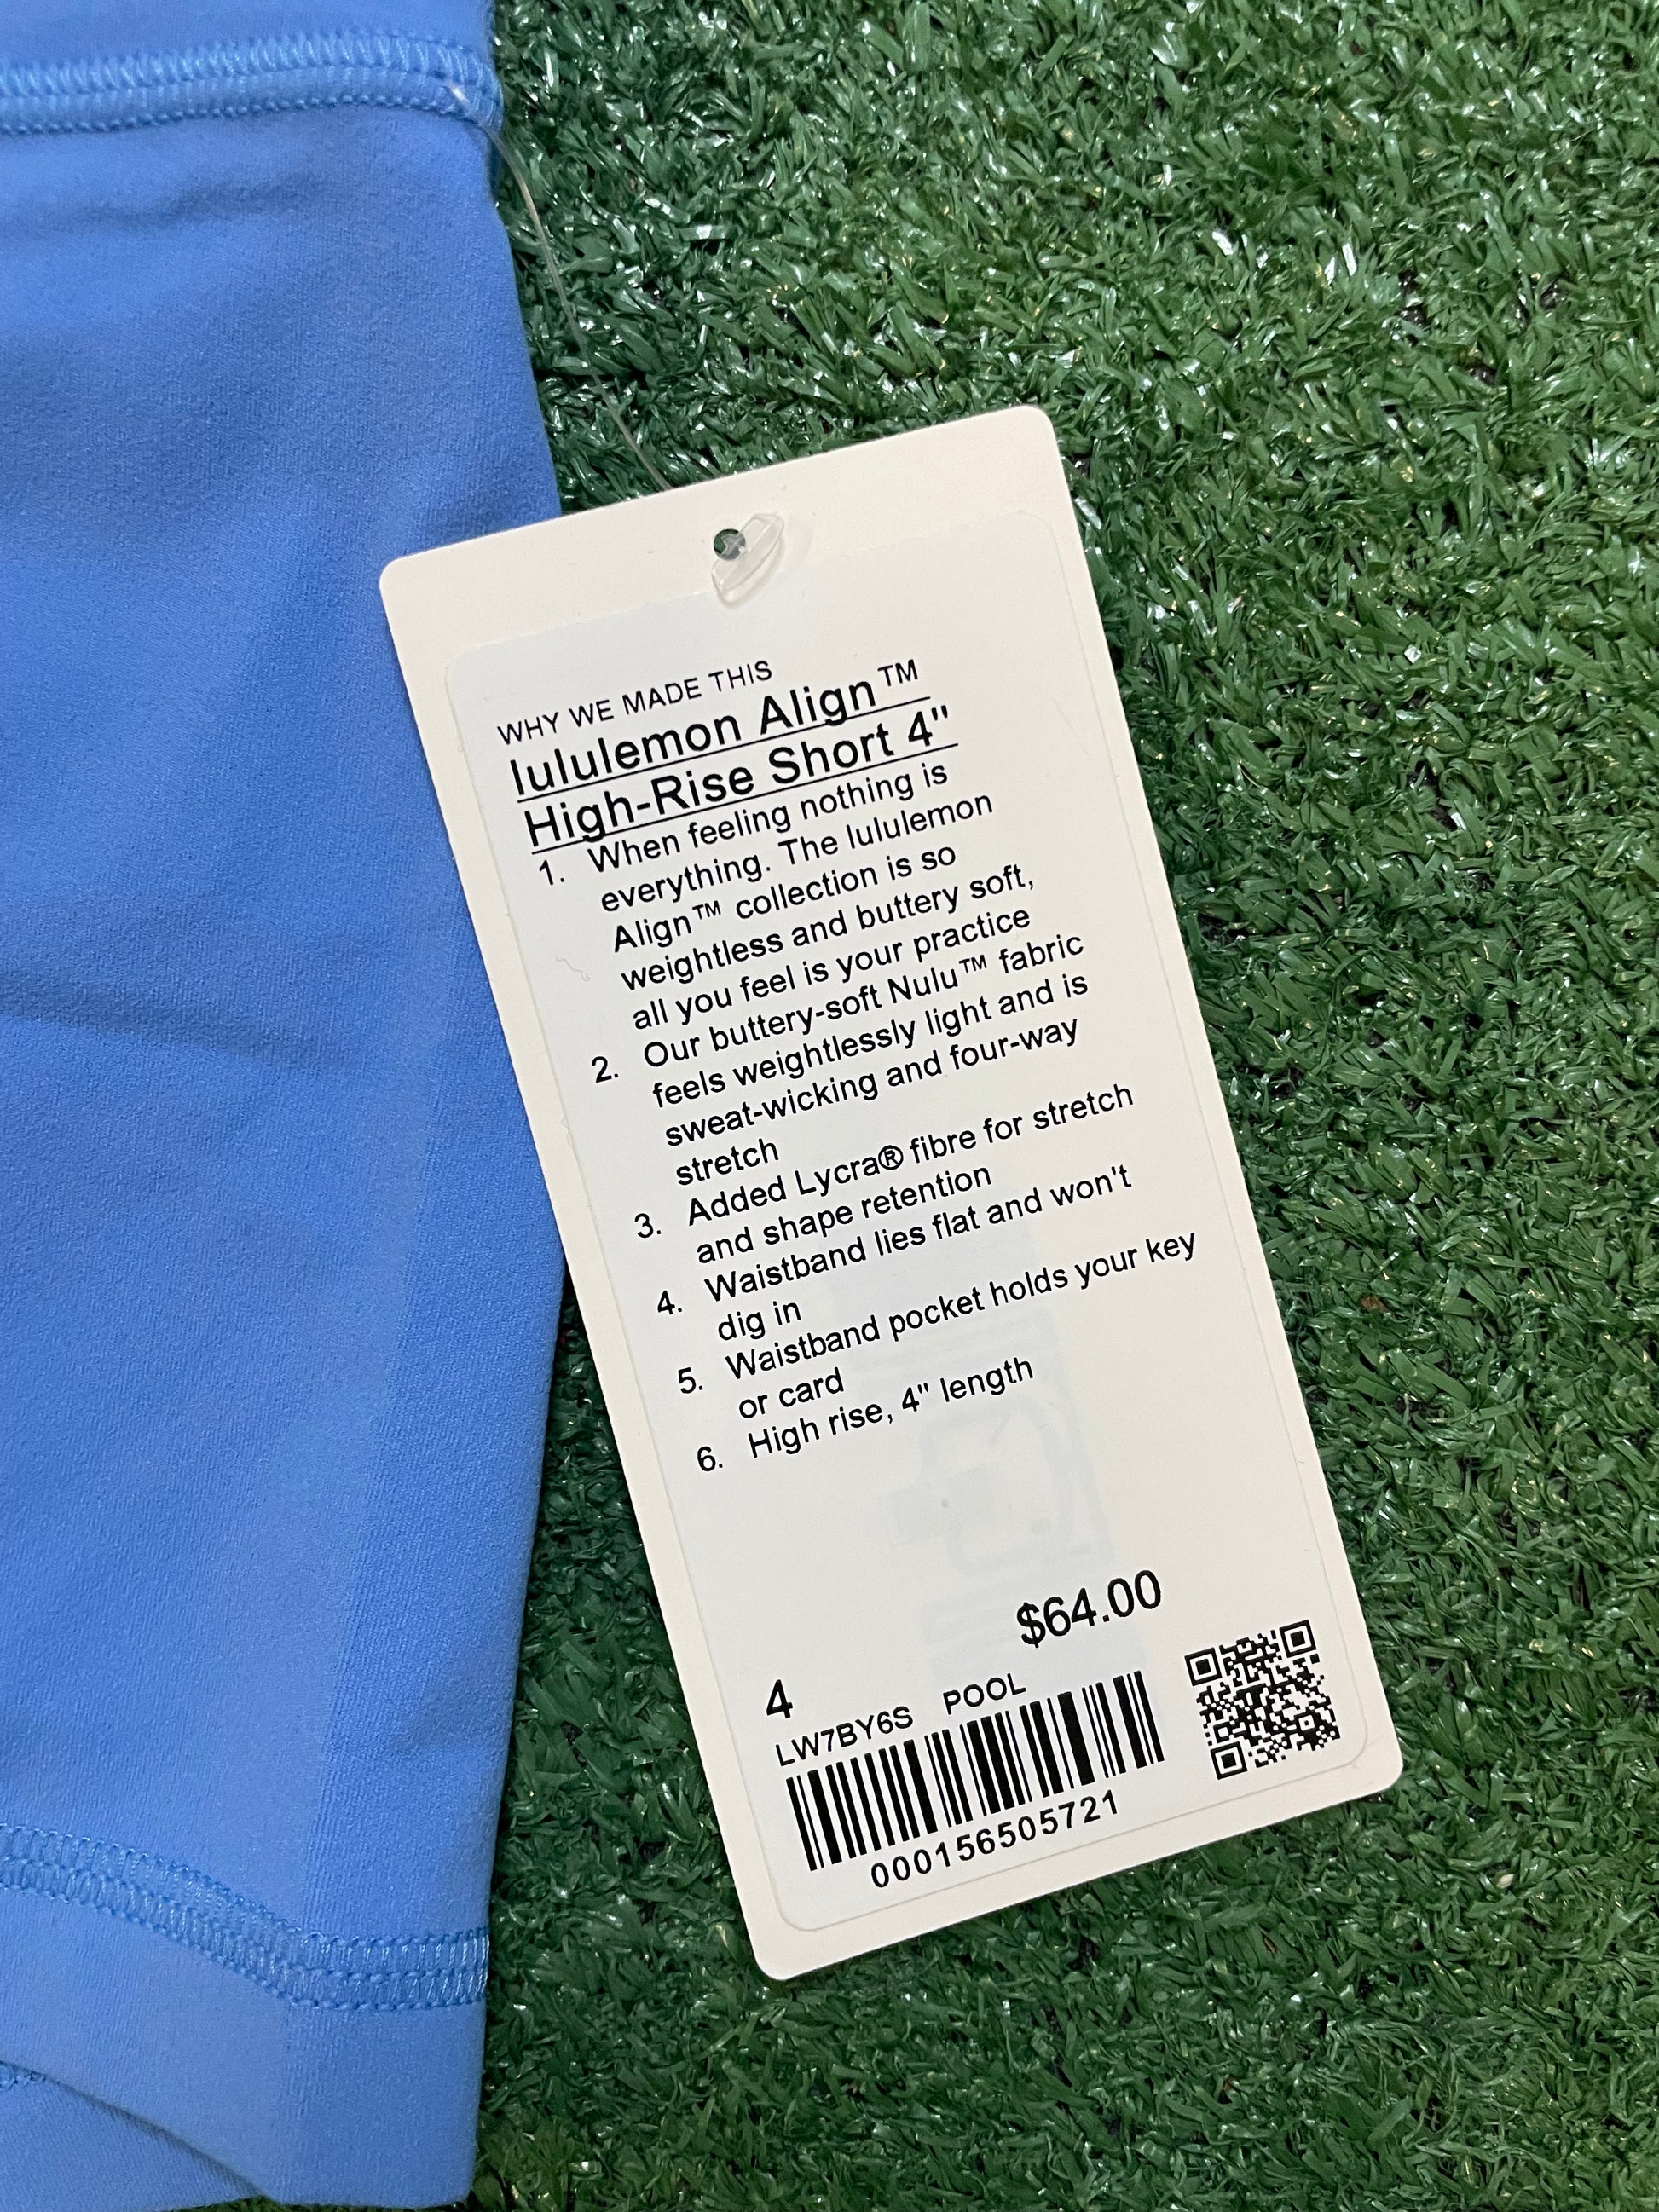 WHY WE MADE THIS
lululemon Align™
High-Rise Short 4"
1. When feeling nothing is
everything. The lululemon
Align™ collection is so
weightless and buttery soft,
all you feel is your practice
2. Our buttery-soft Nulu™ fabric
feels weightlessly light and is
sweat-wicking and four-way
stretch
3. Added Lycra® fibre for stretch
and shape retention
4. Waistband lies flat and won't
dig in
5. Waistband pocket holds your key
or card
6. High rise, 4" length
$64.00
4
LW7BY6S POOL
000156505721